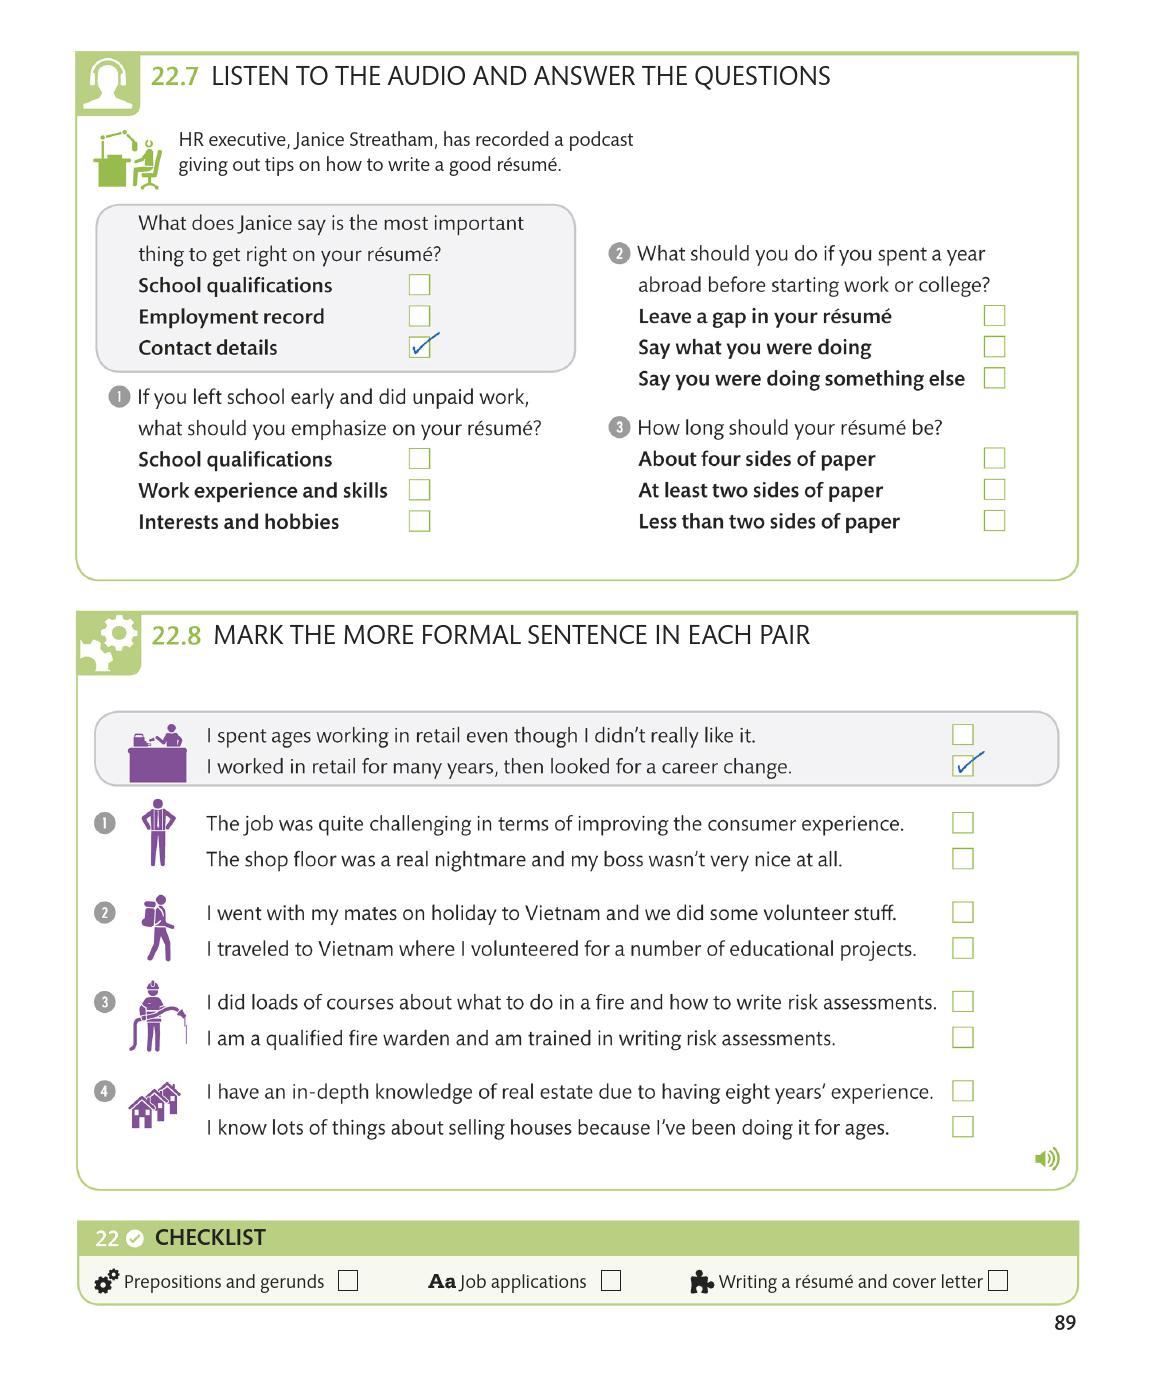 22.7 LISTEN TO THE AUDIO AND ANSWER THE QUESTIONS
HR executive, Janice Streatham, has recorded a podcast
giving out tips on how to write a good résumé.
What does Janice say is the most important
thing to get right on your résumé?
School qualifications
Employment record
Contact details
1 If you left school early and did unpaid work,
what should you emphasize on your résumé?
School qualifications
Work experience and skills
Interests and hobbies
2 What should you do if you spent a year
abroad before starting work or college?
Leave a gap in your résumé
Say what you were doing
Say you were doing something else
3 How long should your résumé be?
About four sides of paper
At least two sides of paper
Less than two sides of paper
22.8 MARK THE MORE FORMAL SENTENCE IN EACH PAIR
I spent ages working in retail even though I didn’t really like it.
I worked in retail for many years, then looked for a career change.
1 The job was quite challenging in terms of improving the consumer experience.
The shop floor was a real nightmare and my boss wasn’t very nice at all.
2 I went with my mates on holiday to Vietnam and we did some volunteer stuff.
I traveled to Vietnam where I volunteered for a number of educational projects.
3 I did loads of courses about what to do in a fire and how to write risk assessments.
I am a qualified fire warden and am trained in writing risk assessments.
4 I have an in-depth knowledge of real estate due to having eight years’ experience.
I know lots of things about selling houses because I’ve been doing it for ages.
22 CHECKLIST
Prepositions and gerunds Aa Job applications Writing a résumé and cover letter
89